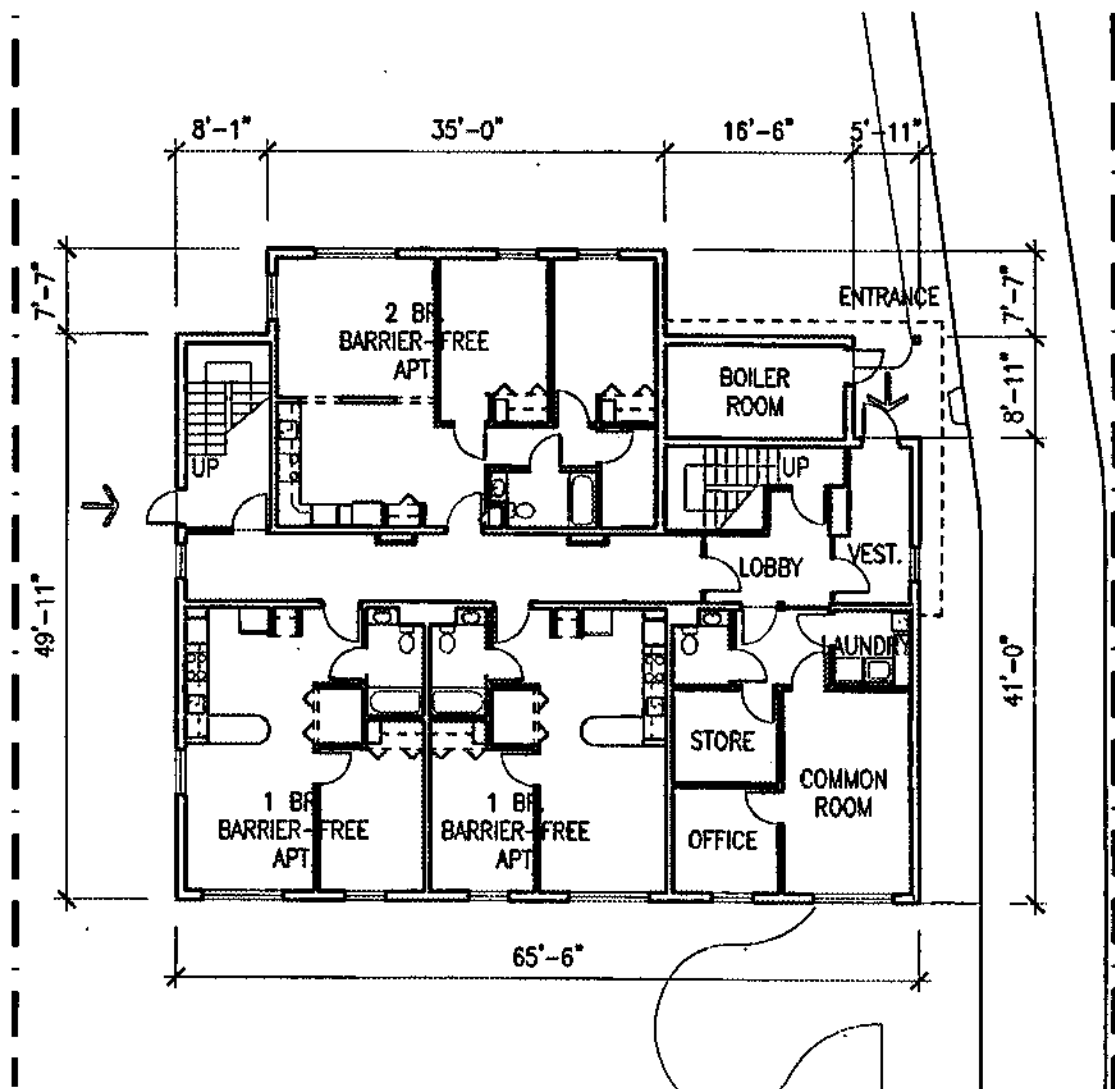 8'-1"
35'-0"
16'-6"
5'-11"
7'-7"
7'-7"
ENTRANCE
2 BR.
BARRIER-FREE
APT.
BOILER
ROOM
8'-11"
UP
UP
LOBBY
VEST.
49'-11"
41'-0"
LAUNDRY
STORE
COMMON
ROOM
1 BR.
BARRIER-FREE
APT.
1 BR.
BARRIER-FREE
APT.
OFFICE
65'-6"